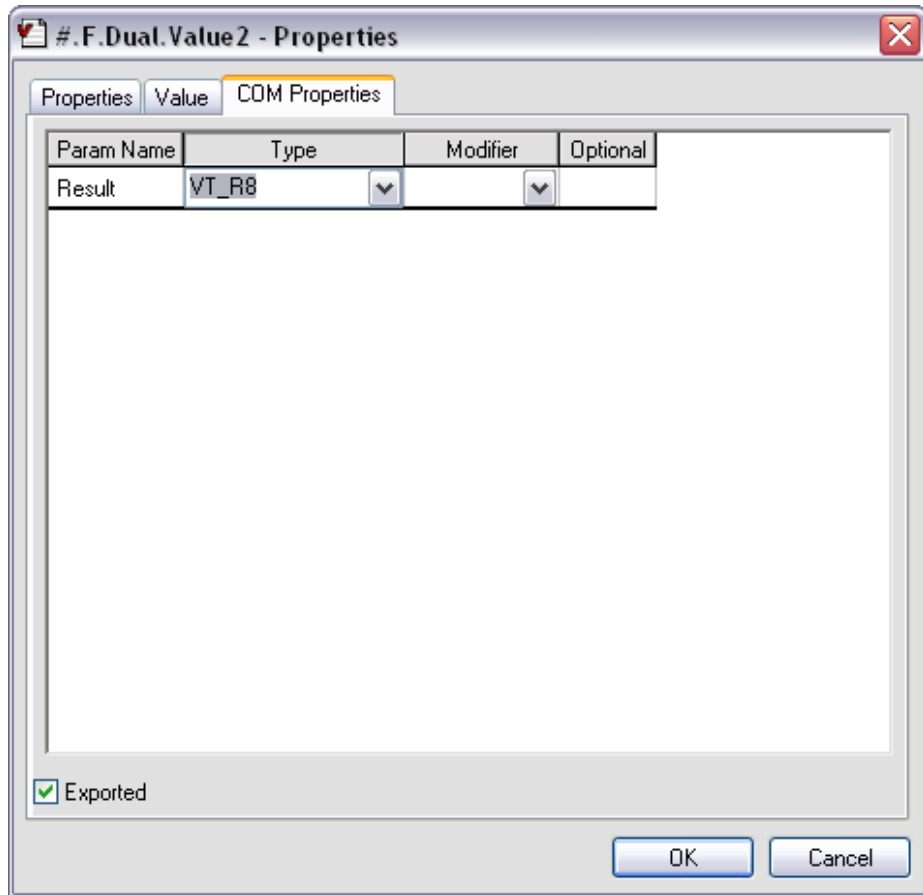 #.F.Dual.Value2 - Properties
Properties Value COM Properties
Param Name Type Modifier Optional
Result VT_R8
Exported
OK Cancel